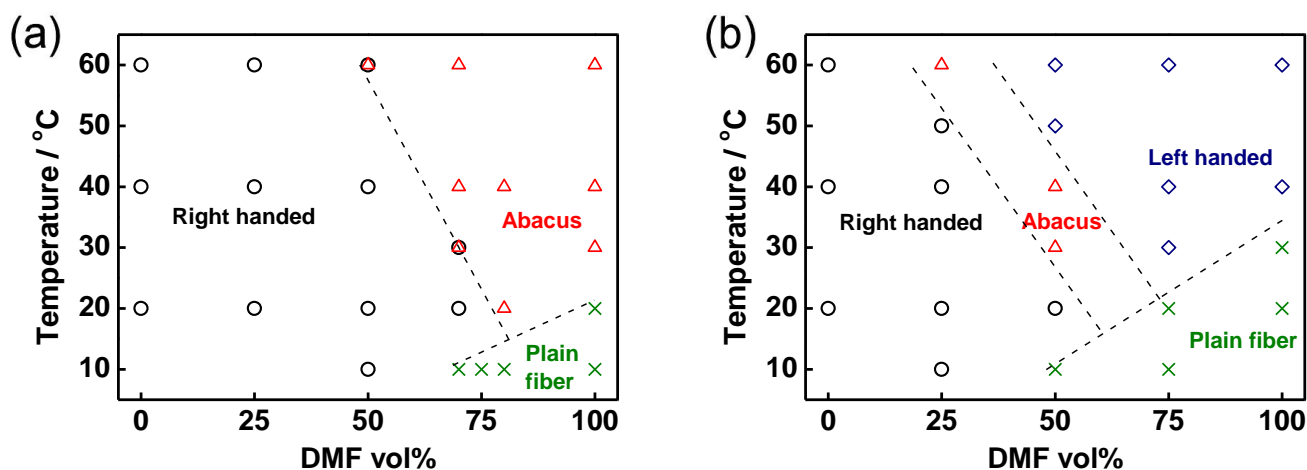 (a)
60
50
40
30
20
10
Temperature / °C
Right handed
Abacus
Plain
fiber
0 25 50 75 100
DMF vol%
(b)
60
50
40
30
20
10
Temperature / °C
Left handed
Right handed
Abacus
Plain fiber
0 25 50 75 100
DMF vol%